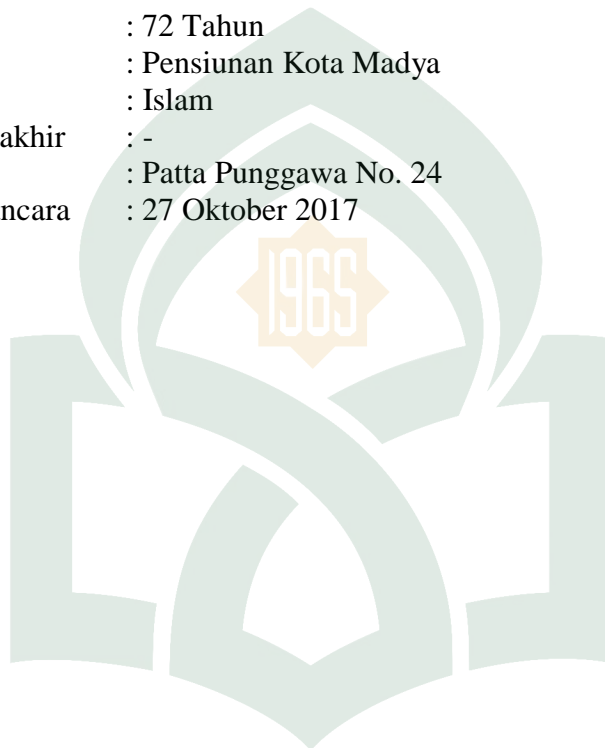 : 72 Tahun
: Pensiunan Kota Madya
: Islam
akhir : -
: Patta Punggawa No. 24
ncara : 27 Oktober 2017
1965